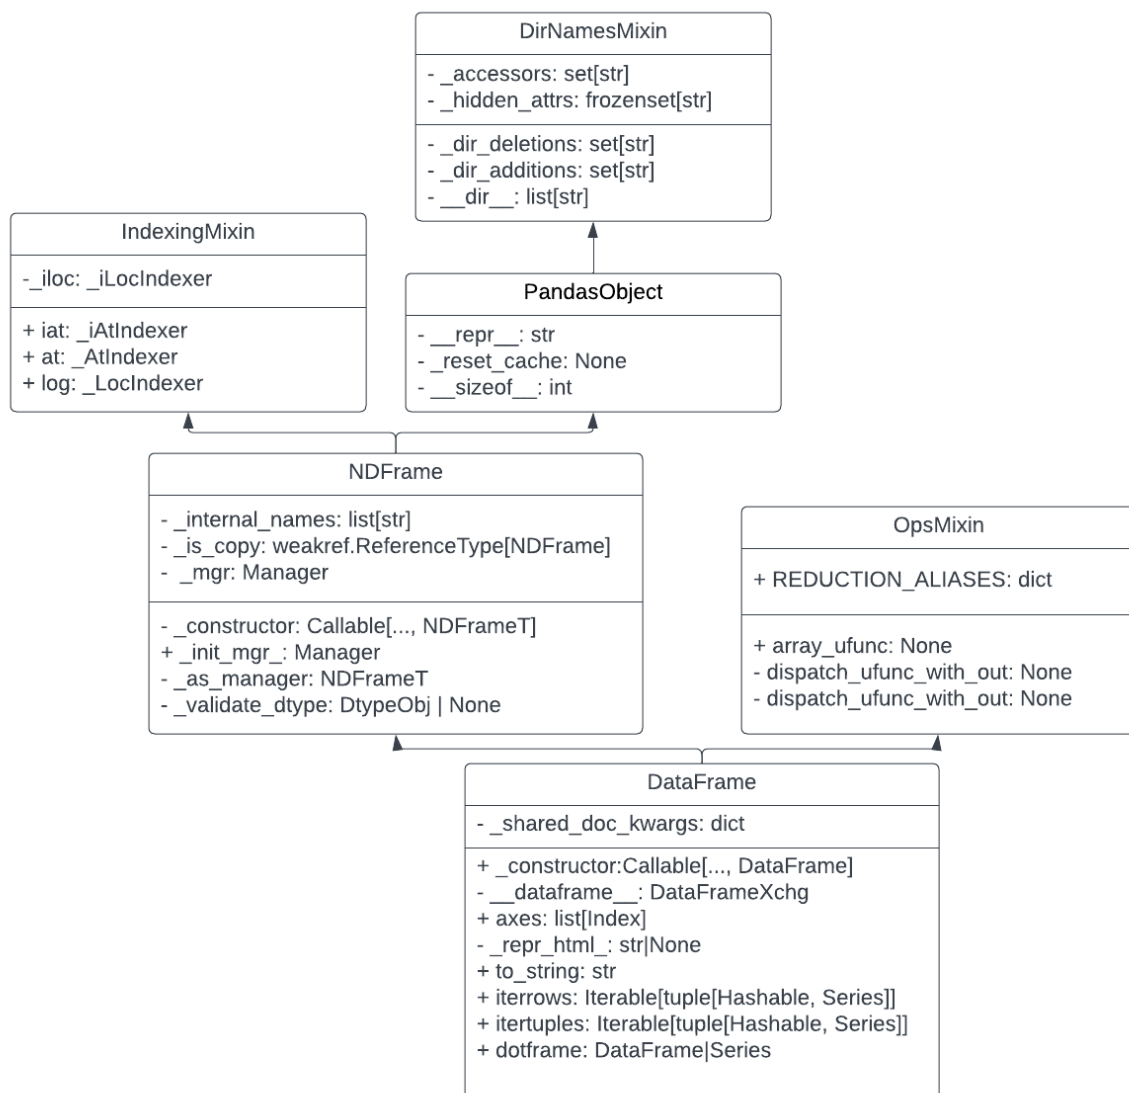 DirNamesMixin
- _accessors: set[str]
- _hidden_attrs: frozenset[str]
- _dir_deletions: set[str]
- _dir_additions: set[str]
- __dir__: list[str]
IndexingMixin
-_iloc: _iLocIndexer
+ iat: _iAtIndexer
+ at: _AtIndexer
+ log: _LocIndexer
PandasObject
- __repr__: str
- _reset_cache: None
- __sizeof__: int
NDFrame
- _internal_names: list[str]
- _is_copy: weakref.ReferenceType[NDFrame]
- _mgr: Manager
- _constructor: Callable[..., NDFrameT]
+ _init_mgr_: Manager
- _as_manager: NDFrameT
- _validate_dtype: DtypeObj | None
OpsMixin
+ REDUCTION_ALIASES: dict
+ array_ufunc: None
- dispatch_ufunc_with_out: None
- dispatch_ufunc_with_out: None
DataFrame
- _shared_doc_kwargs: dict
+ _constructor:Callable[..., DataFrame]
- __dataframe__: DataFrameXchg
+ axes: list[Index]
- _repr_html_: str|None
+ to_string: str
+ iterrows: Iterable[tuple[Hashable, Series]]
+ itertuples: Iterable[tuple[Hashable, Series]]
+ dotframe: DataFrame|Series